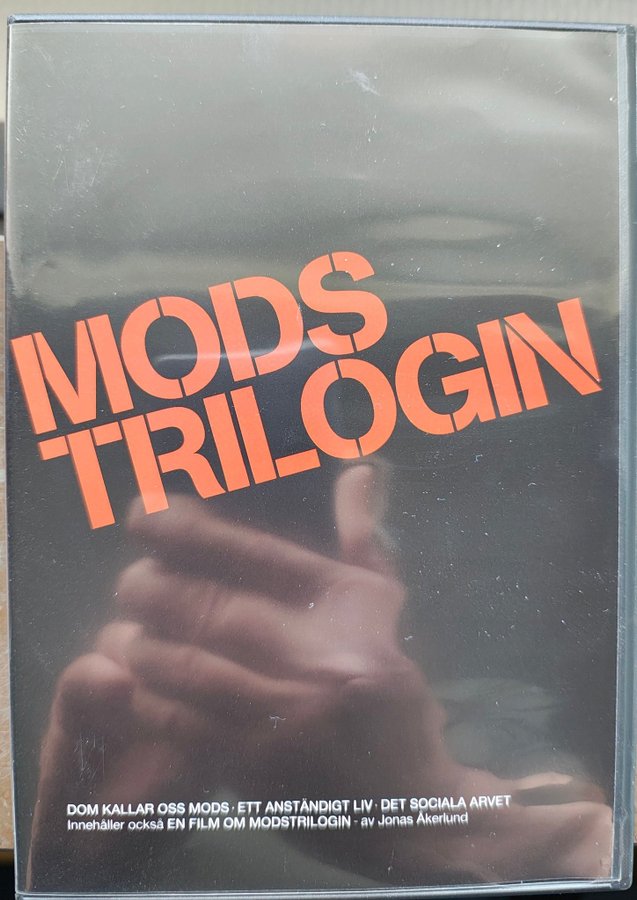 MODS
TRILOGIN
DOM KALLAR OSS MODS · ETT ANSTÄNDIGT LIV · DET SOCIALA ARVET
Innehåller också EN FILM OM MODSTRILOGIN - av Jonas Åkerlund